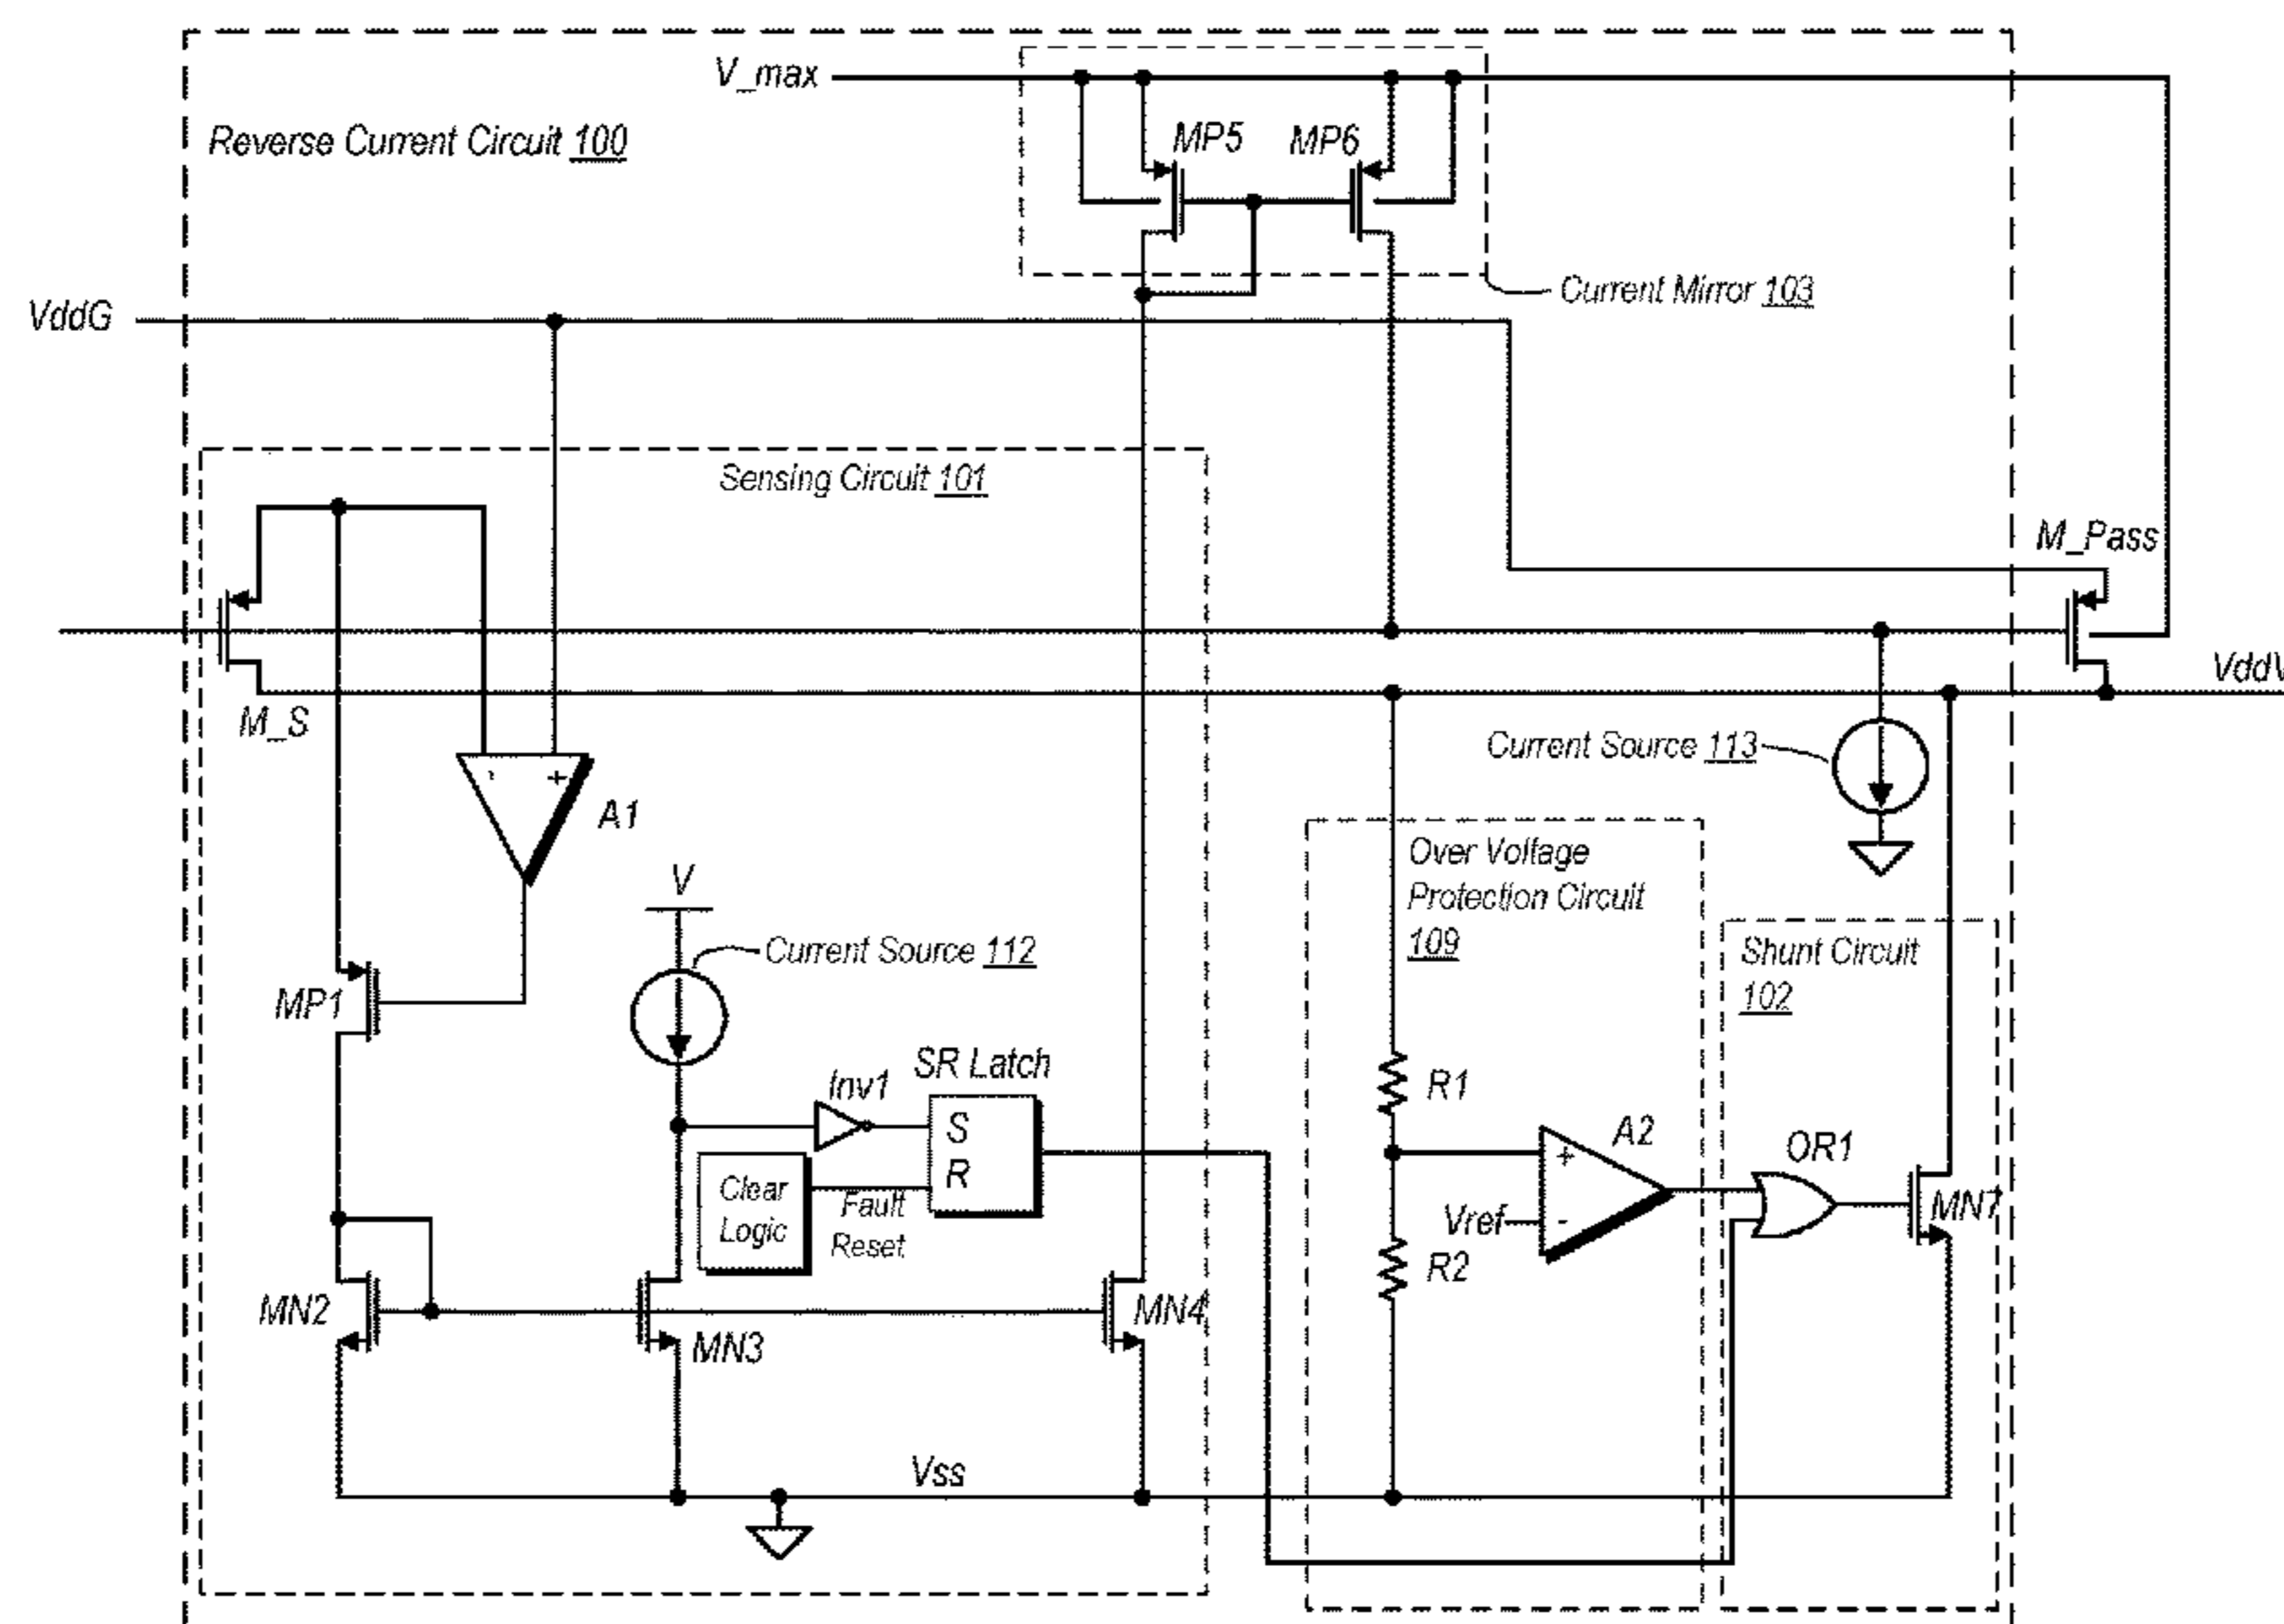 V_max
Reverse Current Circuit 100
MP5
MP6
Current Mirror 103
VddG
Sensing Circuit 101
M_Pass
M_S
VddV
Current Source 113
- +
A1
Over Voltage
Protection Circuit
109
V
Current Source 112
Shunt Circuit
102
MP1
SR Latch
Inv1
S
R
R1
A2
OR1
+
Clear
Logic
Fault
Reset
Vref
-
MN7
R2
MN2
MN3
MN4
Vss